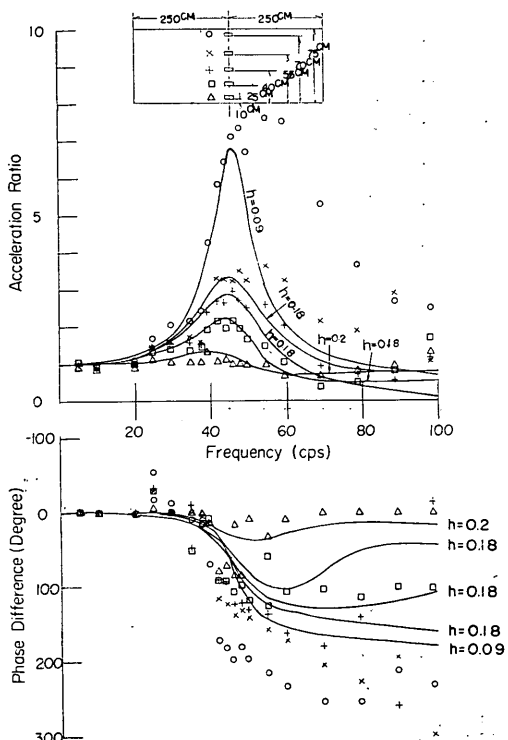 250CM 250CM
75CM
70CM
55CM
40CM
25CM
10CM
10
5
0
Acceleration Ratio
h=0.09
h=0.18
h=0.18
h=0.2
h=0.18
20 40 60 80 100
Frequency (cps)
-100
0
100
200
300
Phase Difference (Degree)
h=0.2
h=0.18
h=0.18
h=0.18
h=0.09